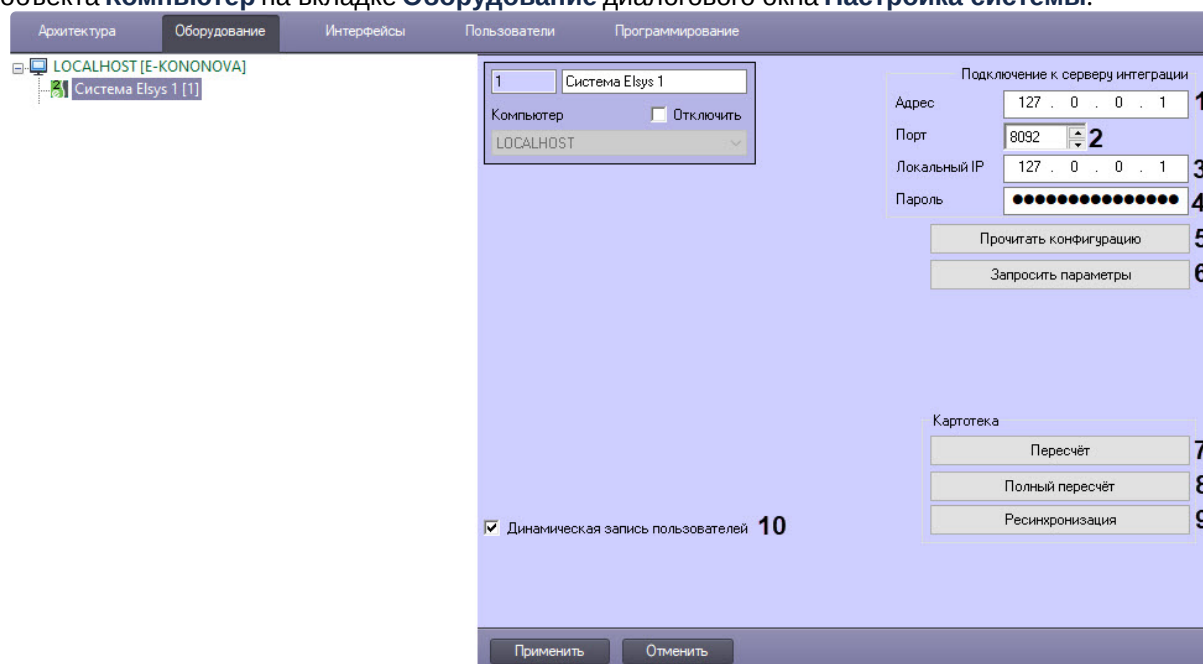 объекта Компьютер на вкладке Оборудование диалогового окна Настройка системы.
Архитектура Оборудование Интерфейсы Пользователи Программирование
LOCALHOST [E-KONONOVA]
Система Elsys 1 [1]
1 Система Elsys 1
Компьютер Отключить
LOCALHOST
Подключение к серверу интеграции
Адрес 127 . 0 . 0 . 1 1
Порт 8092 2
Локальный IP 127 . 0 . 0 . 1 3
Пароль ●●●●●●●●●●●●●●● 4
Прочитать конфигурацию 5
Запросить параметры 6
Картотека
Пересчёт 7
Полный пересчёт 8
Ресинхронизация 9
Динамическая запись пользователей 10
Применить Отменить